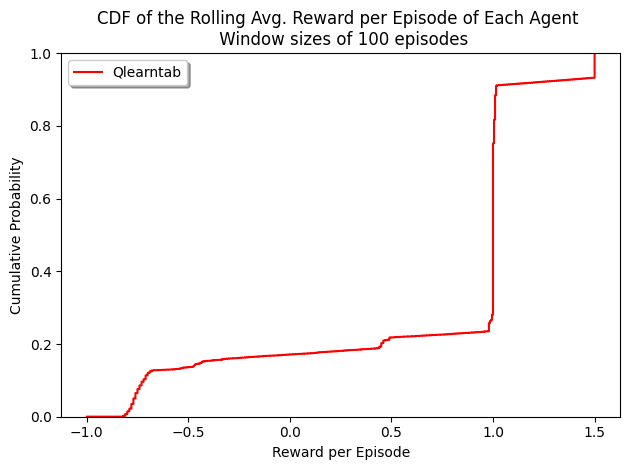 CDF of the Rolling Avg. Reward per Episode of Each Agent
Window sizes of 100 episodes
Qlearntab
Cumulative Probability
1.0
0.8
0.6
0.4
0.2
0.0
−1.0 −0.5 0.0 0.5 1.0 1.5
Reward per Episode